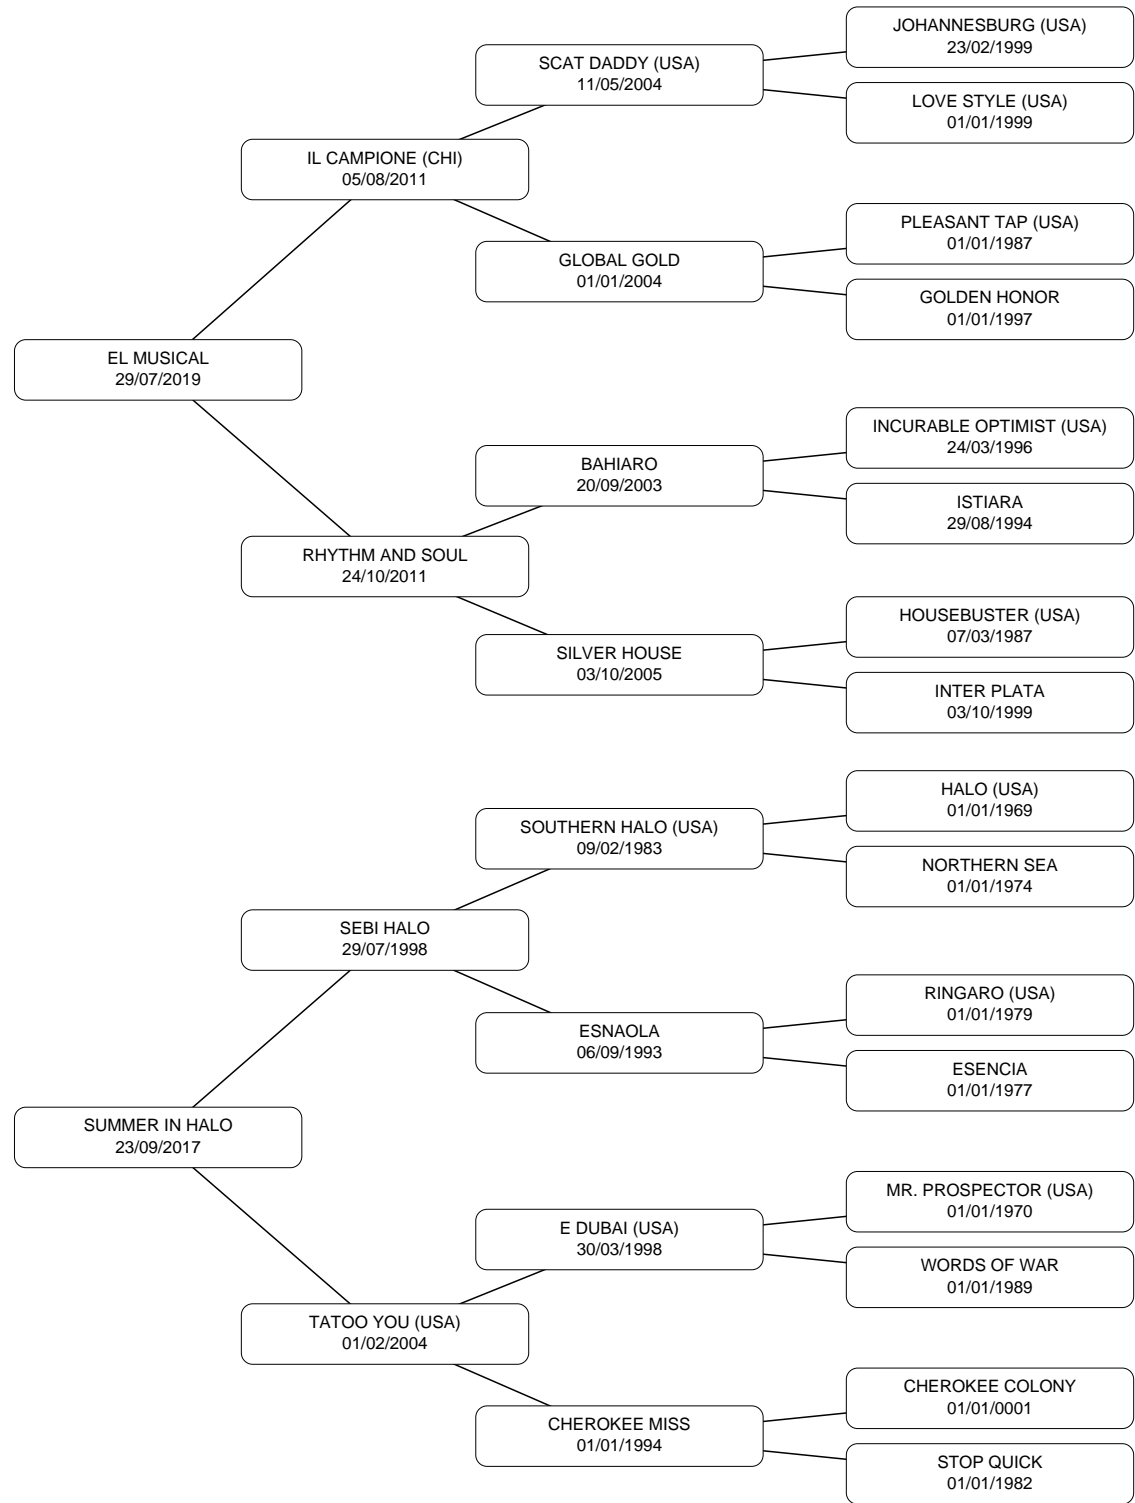 JOHANNESBURG (USA)
23/02/1999
SCAT DADDY (USA)
11/05/2004
LOVE STYLE (USA)
01/01/1999
IL CAMPIONE (CHI)
05/08/2011
PLEASANT TAP (USA)
01/01/1987
GLOBAL GOLD
01/01/2004
GOLDEN HONOR
01/01/1997
EL MUSICAL
29/07/2019
INCURABLE OPTIMIST (USA)
24/03/1996
BAHIARO
20/09/2003
ISTIARA
29/08/1994
RHYTHM AND SOUL
24/10/2011
HOUSEBUSTER (USA)
07/03/1987
SILVER HOUSE
03/10/2005
INTER PLATA
03/10/1999
HALO (USA)
01/01/1969
SOUTHERN HALO (USA)
09/02/1983
NORTHERN SEA
01/01/1974
SEBI HALO
29/07/1998
RINGARO (USA)
01/01/1979
ESNAOLA
06/09/1993
ESENCIA
01/01/1977
SUMMER IN HALO
23/09/2017
MR. PROSPECTOR (USA)
01/01/1970
E DUBAI (USA)
30/03/1998
WORDS OF WAR
01/01/1989
TATOO YOU (USA)
01/02/2004
CHEROKEE COLONY
01/01/0001
CHEROKEE MISS
01/01/1994
STOP QUICK
01/01/1982